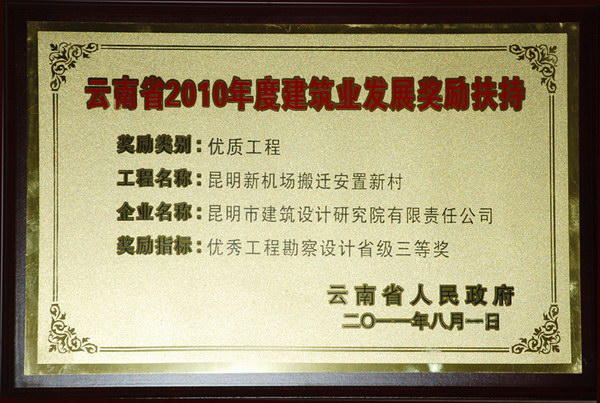 云南省2010年度建筑业发展奖励扶持
奖励类别：优质工程
工程名称：昆明新机场搬迁安置新村
企业名称：昆明市建筑设计研究院有限责任公司
奖励指标：优秀工程勘察设计省级三等奖
云南省人民政府
二〇一一年八月一日